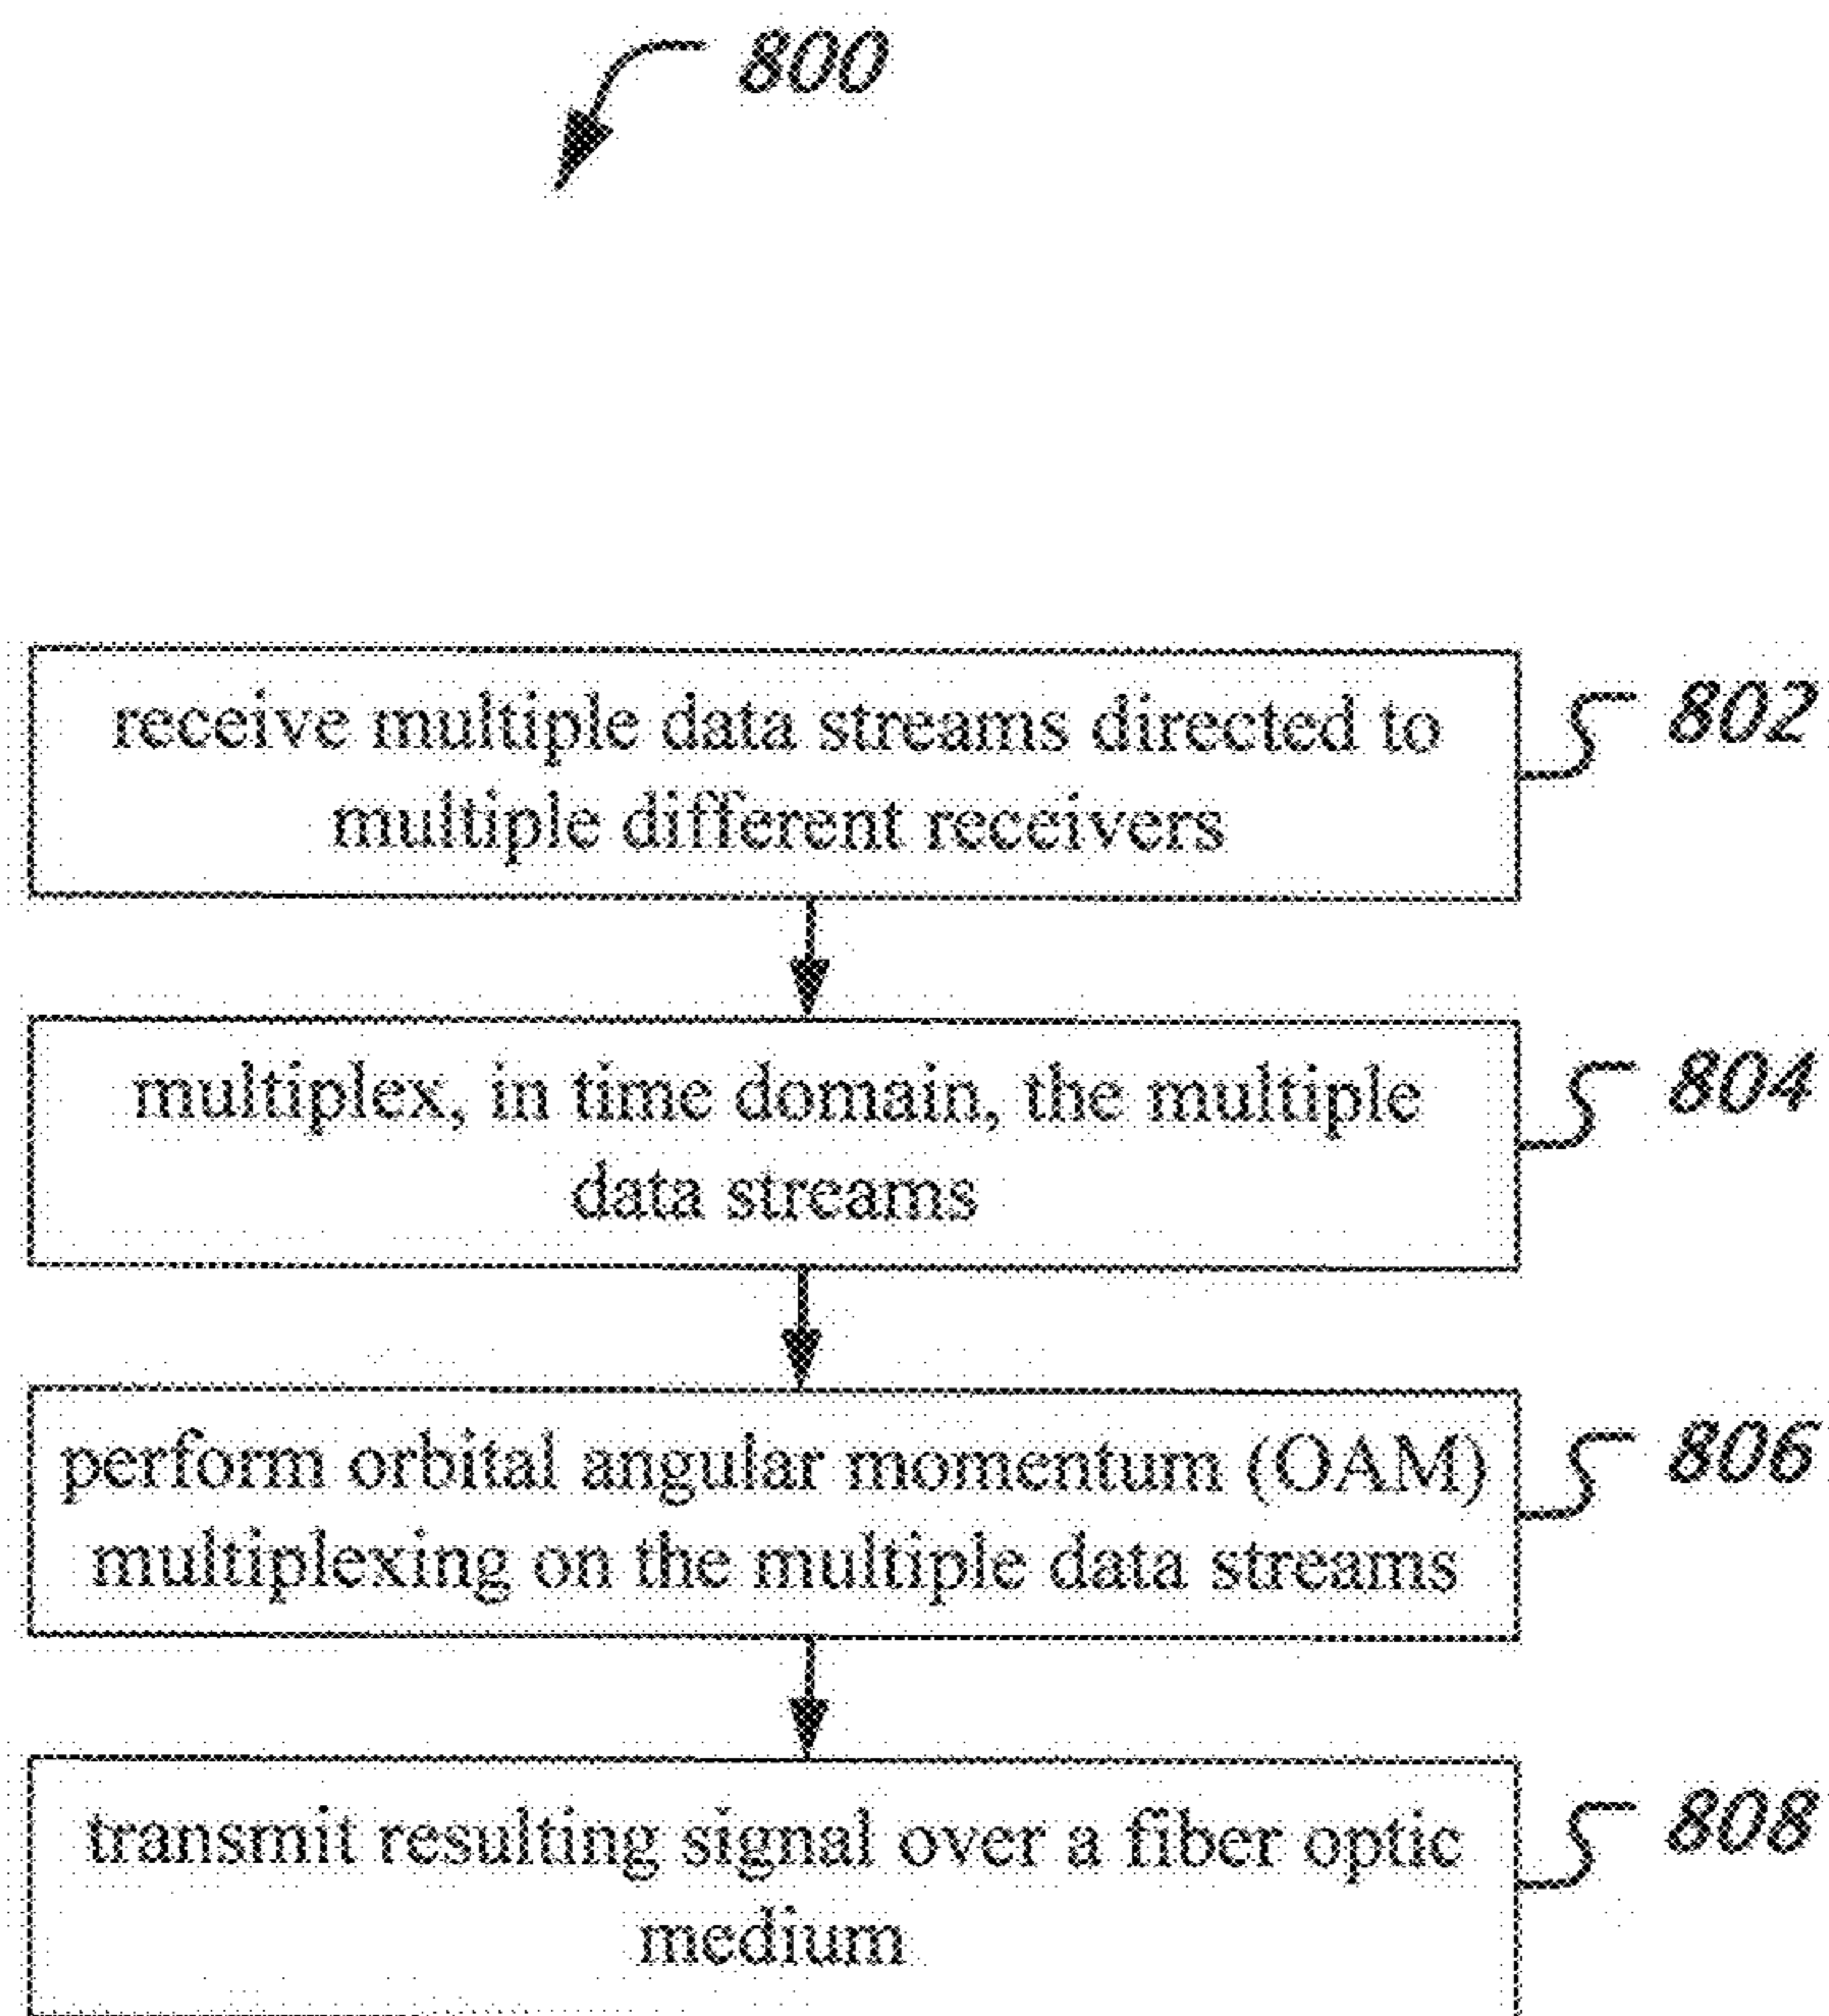 800
receive multiple data streams directed to
multiple different receivers
802
multiplex, in time domain, the multiple
data streams
804
perform orbital angular momentum (OAM)
multiplexing on the multiple data streams
806
transmit resulting signal over a fiber optic
medium
808